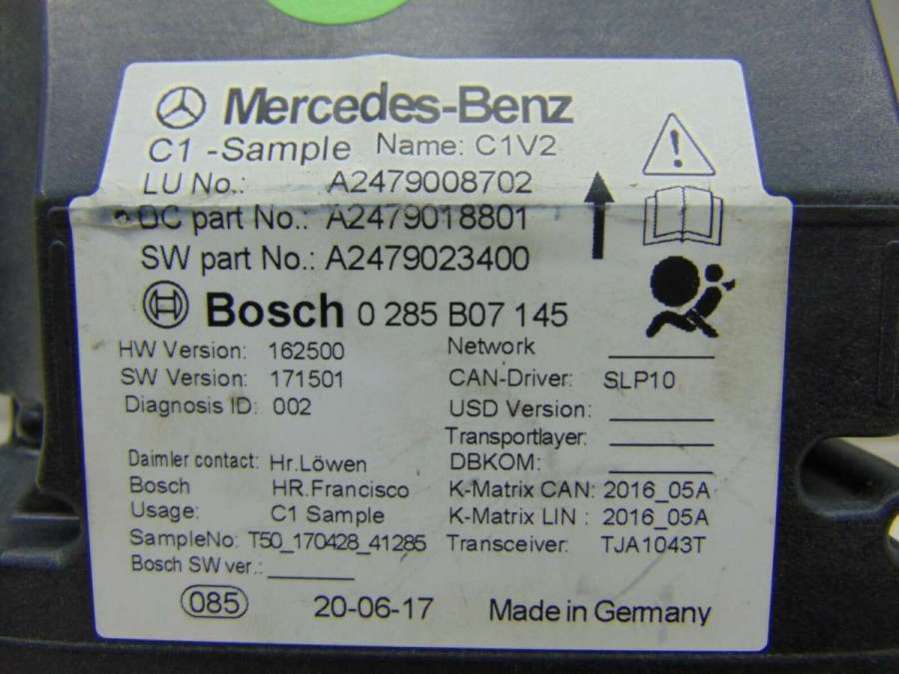 Mercedes-Benz
C1 -Sample Name: C1V2
LU No.: A2479008702
DC part No.: A2479018801
SW part No.: A2479023400
Bosch 0 285 B07 145
HW Version: 162500
SW Version: 171501
Diagnosis ID: 002
Network
CAN-Driver: SLP10
USD Version:
Transportlayer:
DBKOM:
Daimler contact: Hr.Löwen
Bosch HR.Francisco
Usage: C1 Sample
SampleNo: T50_170428_41285
Bosch SW ver.:
K-Matrix CAN: 2016_05A
K-Matrix LIN : 2016_05A
Transceiver: TJA1043T
085 20-06-17 Made in Germany